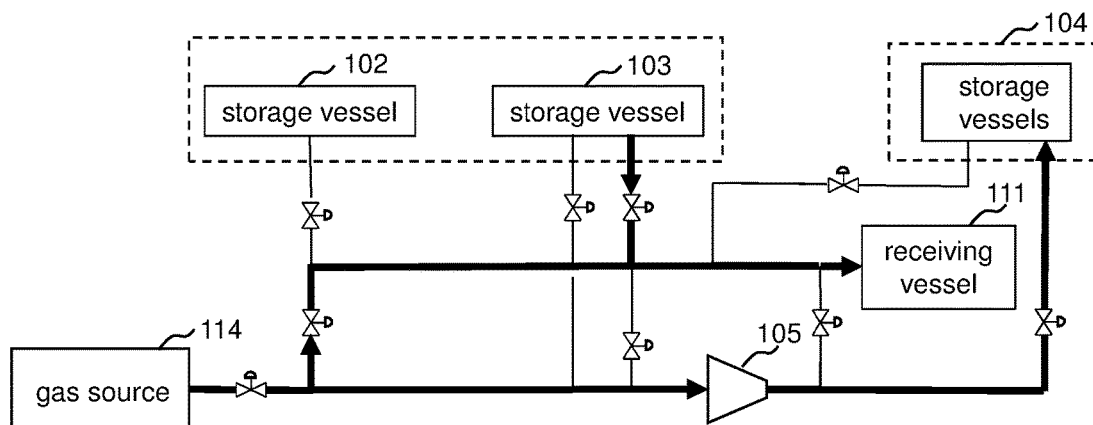 104
102
103
storage vessel
storage vessel
storage
vessels
111
receiving
vessel
114
105
gas source